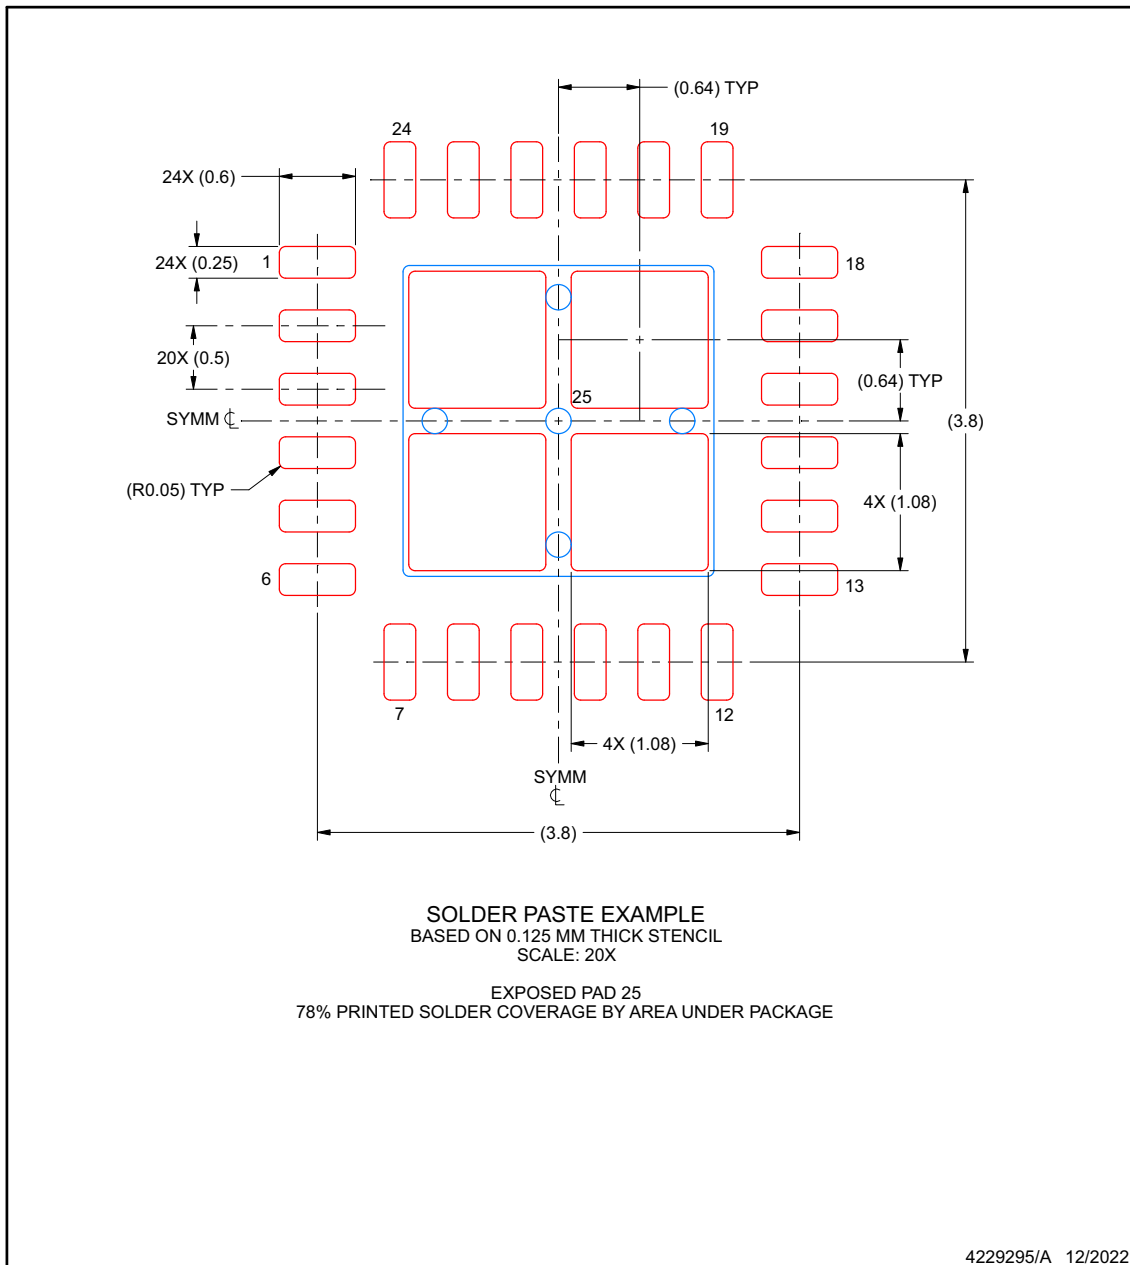 (0.64) TYP
24
19
24X (0.6)
1
24X (0.25)
18
20X (0.5)
(0.64) TYP
25
SYMM ℄
(3.8)
(R0.05) TYP
4X (1.08)
6
13
7
12
4X (1.08)
SYMM
℄
(3.8)
SOLDER PASTE EXAMPLE
BASED ON 0.125 MM THICK STENCIL
SCALE: 20X
EXPOSED PAD 25
78% PRINTED SOLDER COVERAGE BY AREA UNDER PACKAGE
4229295/A 12/2022